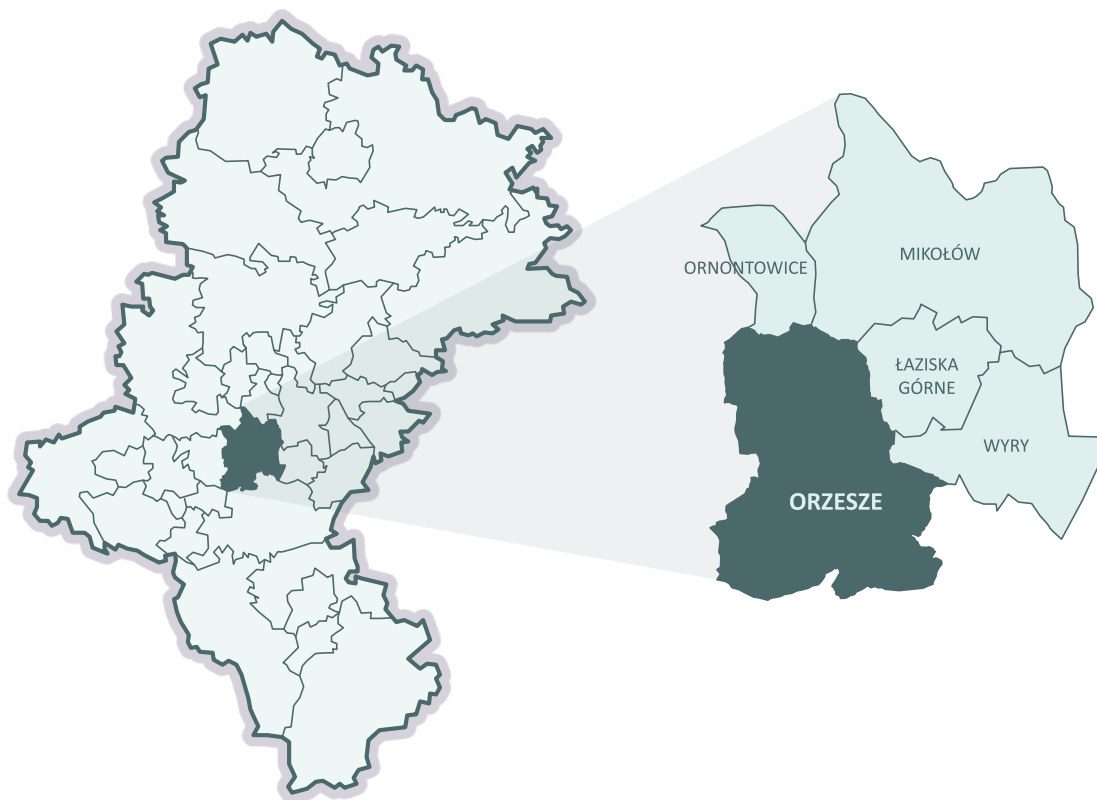 MIKOŁÓW
ORNONTOWICE
ŁAZISKA
GÓRNE
WYRY
ORZESZE